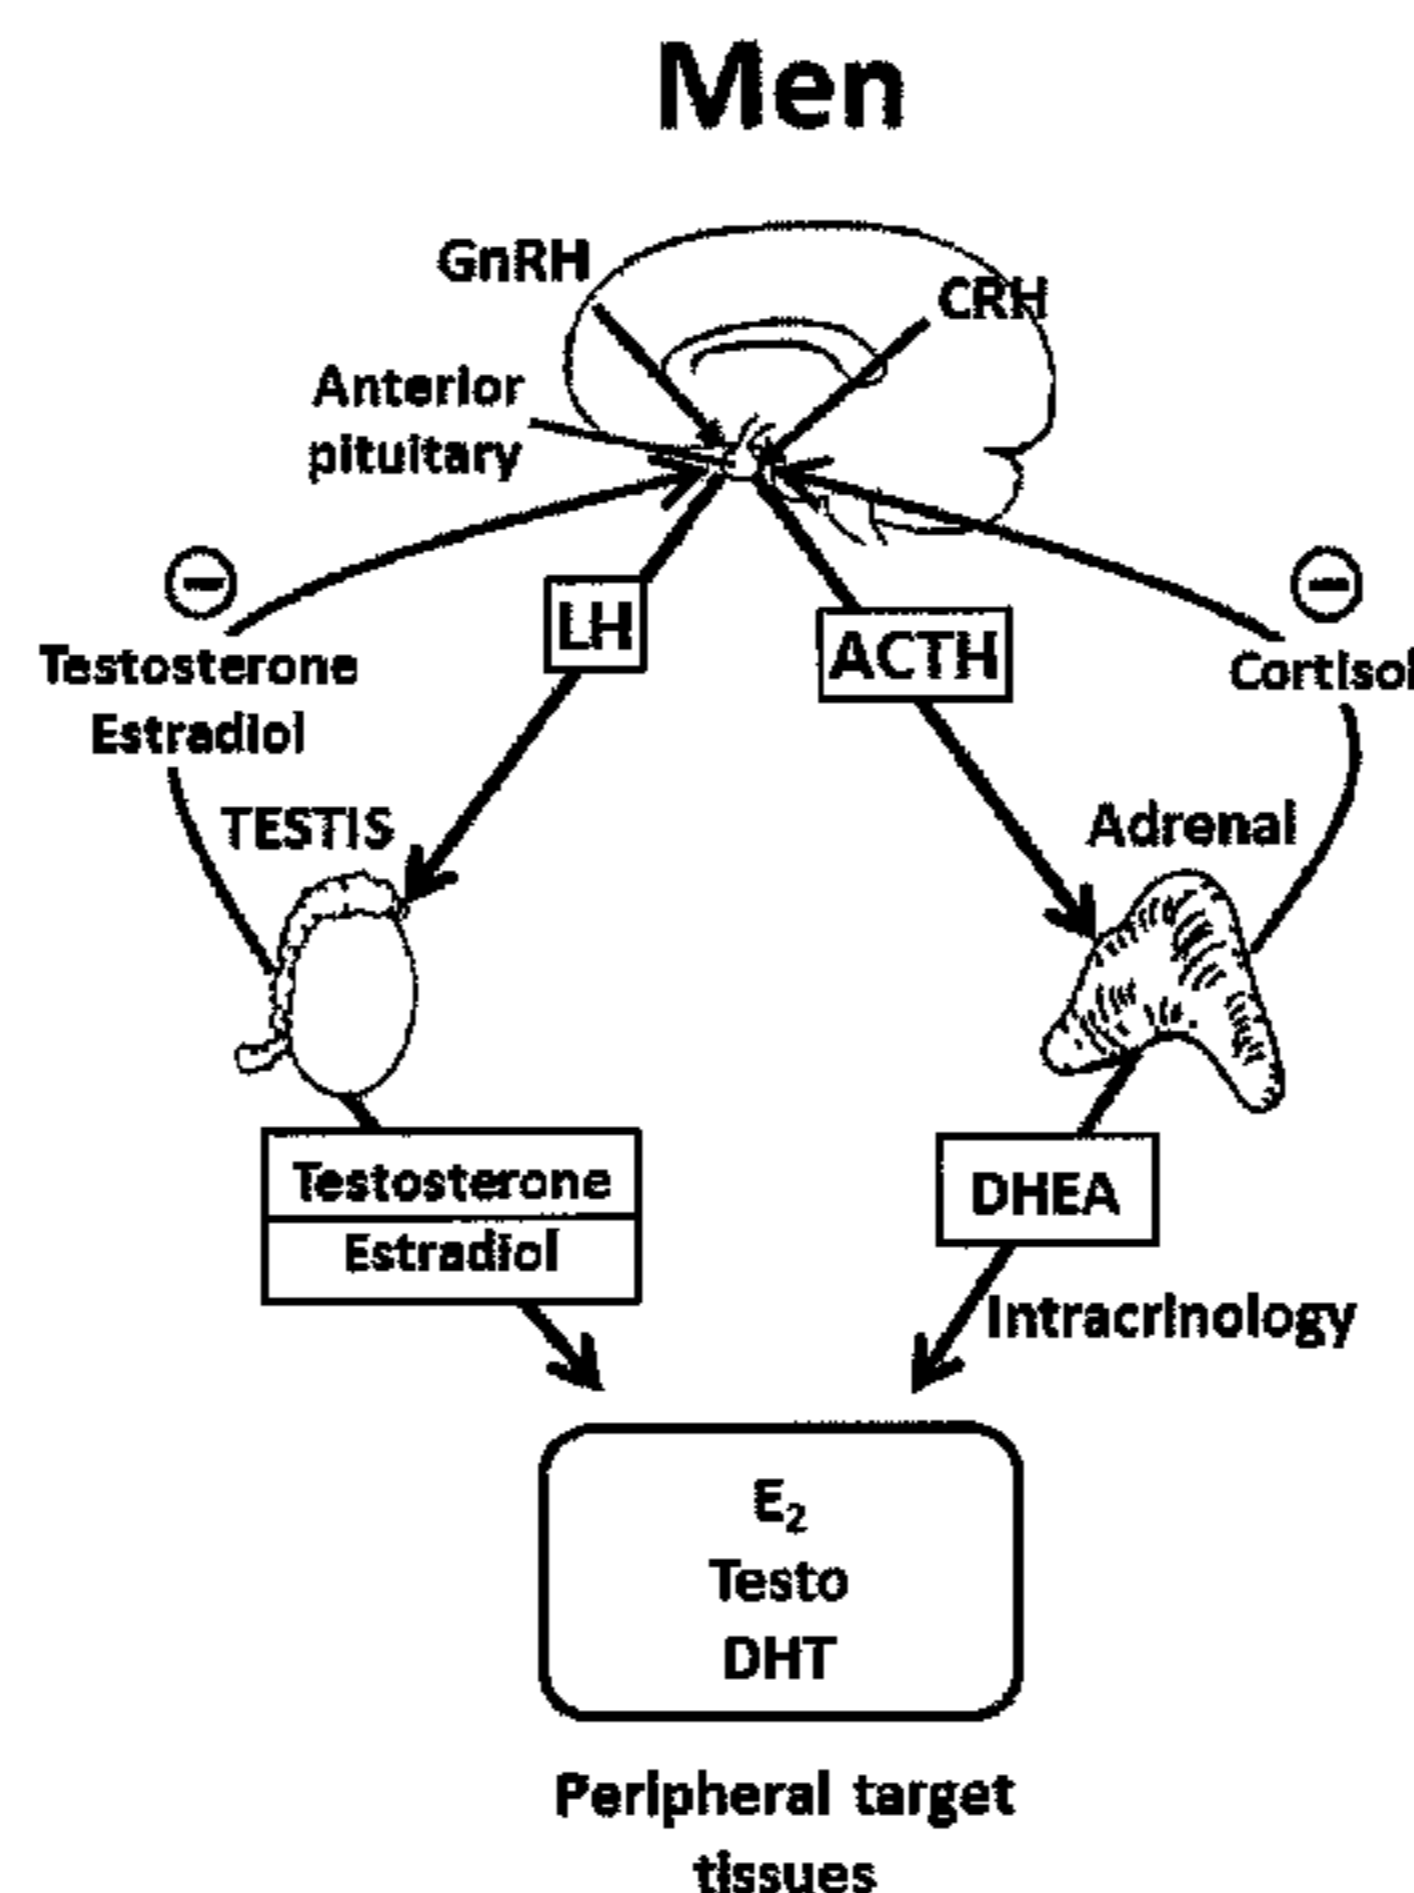 Men
GnRH
CRH
Anterior
pituitary
−
−
LH
ACTH
Testosterone
Estradiol
Cortisol
TESTIS
Adrenal
Testosterone
Estradiol
DHEA
Intracrinology
E₂
Testo
DHT
Peripheral target
tissues